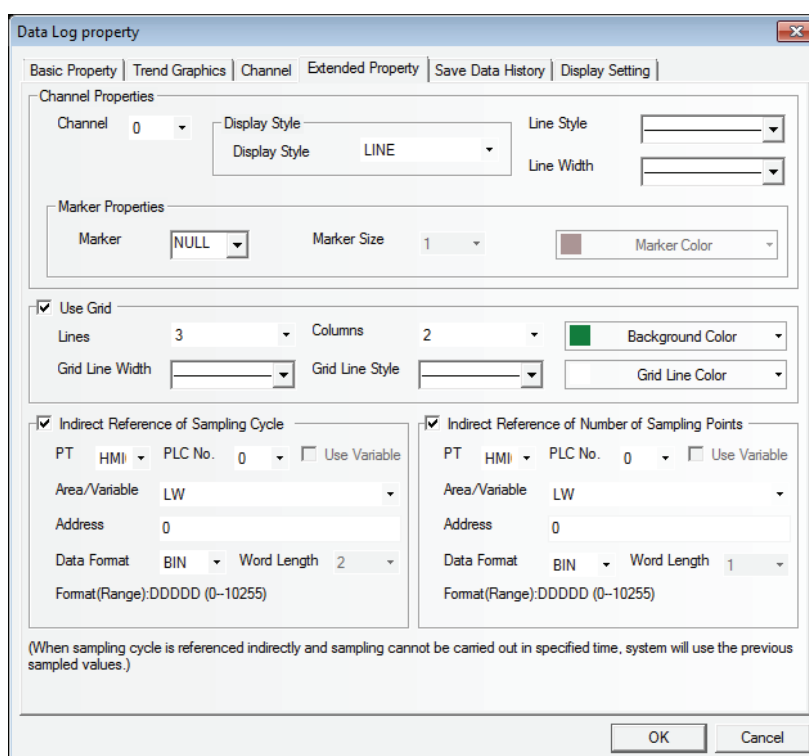 Data Log property
Basic Property Trend Graphics Channel Extended Property Save Data History Display Setting
Channel Properties
Channel 0 Display Style Line Style
Display Style LINE
Line Width
Marker Properties
Marker NULL Marker Size 1 Marker Color
Use Grid
Lines 3 Columns 2 Background Color
Grid Line Width Grid Line Style Grid Line Color
Indirect Reference of Sampling Cycle Indirect Reference of Number of Sampling Points
PT HMI PLC No. 0 Use Variable PT HMI PLC No. 0 Use Variable
Area/Variable LW Area/Variable LW
Address 0 Address 0
Data Format BIN Word Length 2 Data Format BIN Word Length 1
Format(Range):DDDDD (0--10255) Format(Range):DDDDD (0--10255)
(When sampling cycle is referenced indirectly and sampling cannot be carried out in specified time, system will use the previous
sampled values.)
OK Cancel